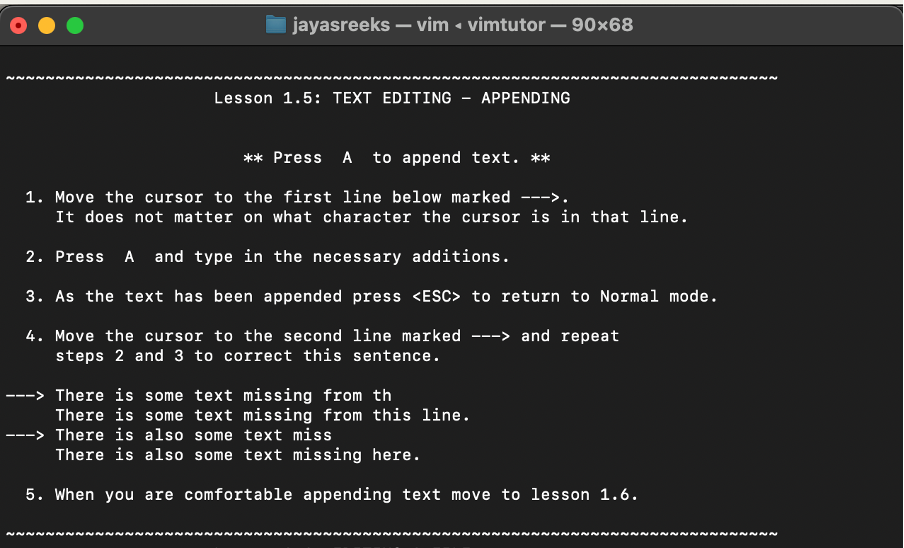 jayasreeks — vim ◂ vimtutor — 90×68
~~~~~~~~~~~~~~~~~~~~~~~~~~~~~~~~~~~~~~~~~~~~~~~~~~~~~~~~~~~~~~~~~~~~~~~~~~~~~~
Lesson 1.5: TEXT EDITING - APPENDING
** Press  A  to append text. **
1. Move the cursor to the first line below marked --->.
It does not matter on what character the cursor is in that line.
2. Press  A  and type in the necessary additions.
3. As the text has been appended press <ESC> to return to Normal mode.
4. Move the cursor to the second line marked ---> and repeat
steps 2 and 3 to correct this sentence.
---> There is some text missing from th
There is some text missing from this line.
---> There is also some text miss
There is also some text missing here.
5. When you are comfortable appending text move to lesson 1.6.
~~~~~~~~~~~~~~~~~~~~~~~~~~~~~~~~~~~~~~~~~~~~~~~~~~~~~~~~~~~~~~~~~~~~~~~~~~~~~~